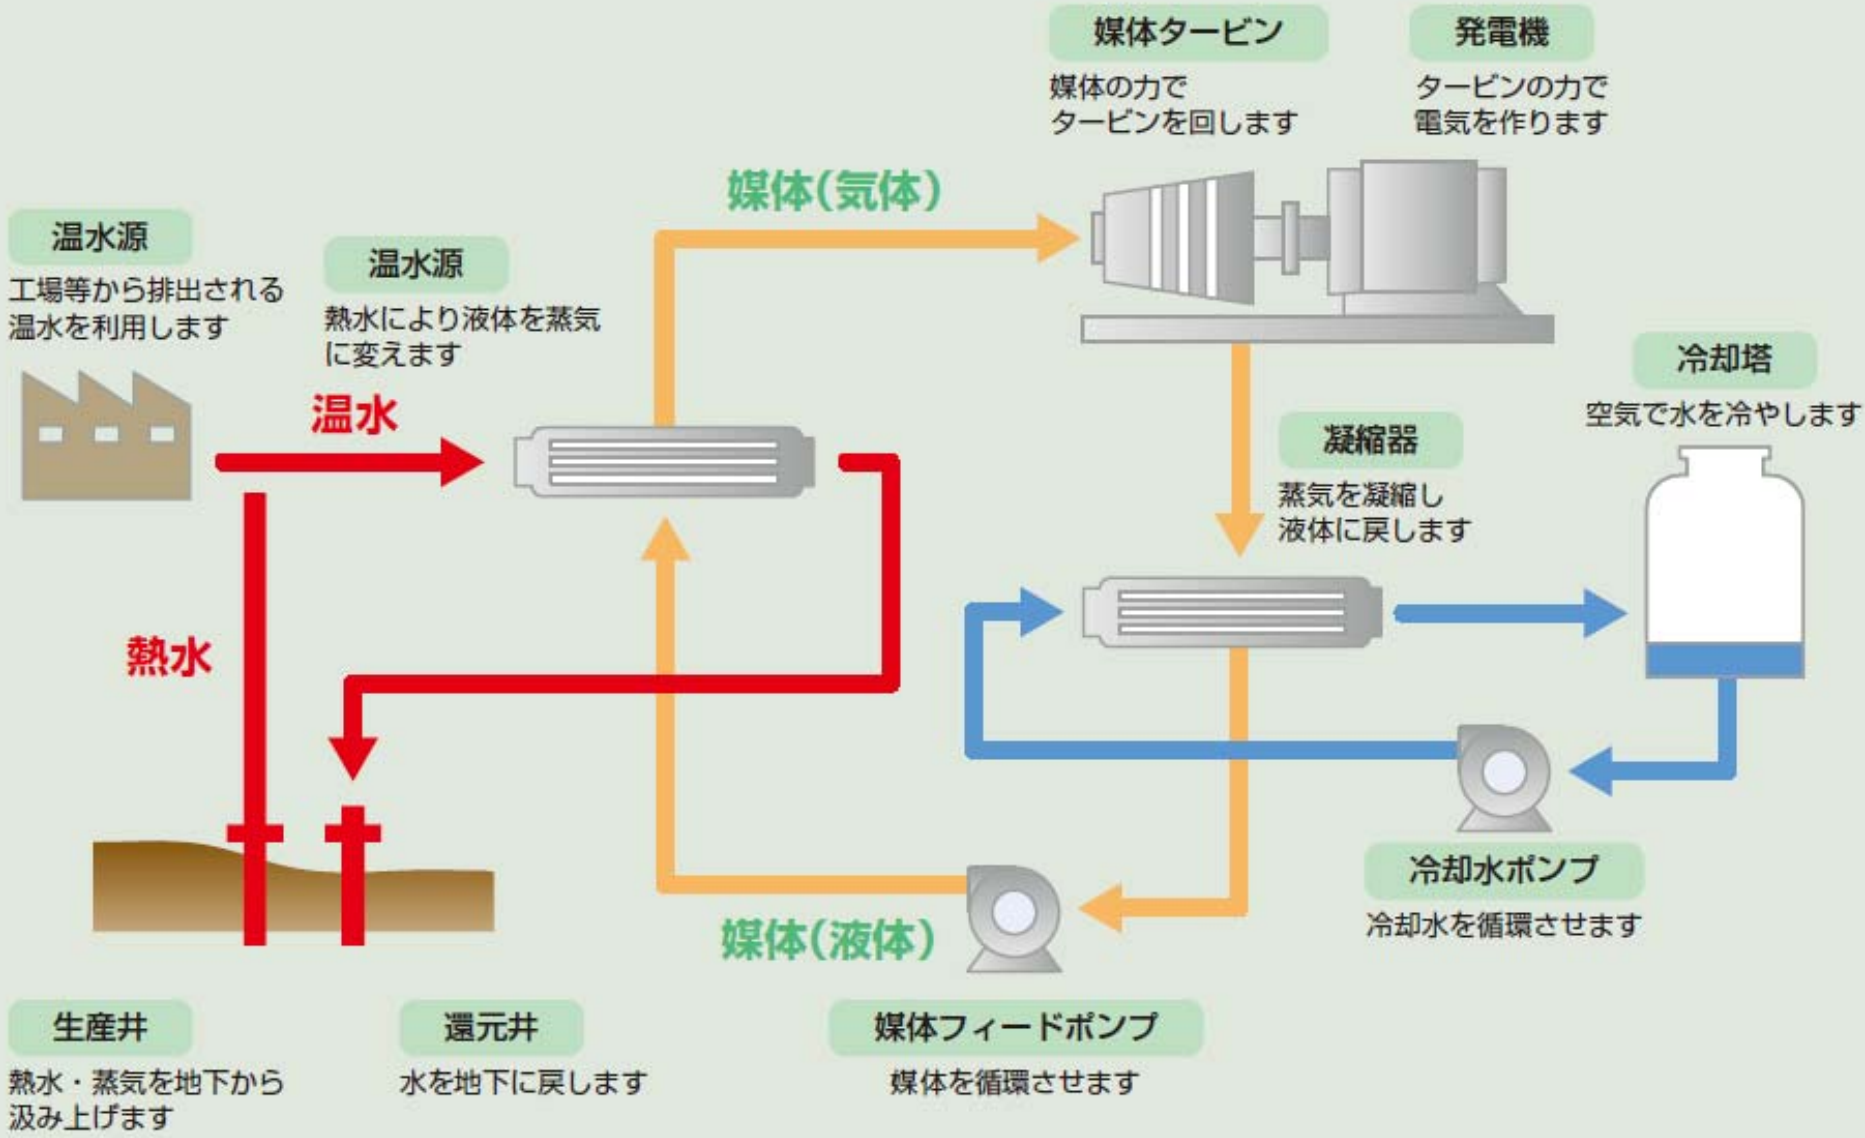 媒体タービン
媒体の力で
タービンを回します
発電機
タービンの力で
電気を作ります
媒体(気体)
温水源
工場等から排出される
温水を利用します
温水源
熱水により液体を蒸気
に変えます
温水
冷却塔
空気で水を冷やします
凝縮器
蒸気を凝縮し
液体に戻します
熱水
冷却水ポンプ
冷却水を循環させます
媒体(液体)
生産井
熱水・蒸気を地下から
汲み上げます
還元井
水を地下に戻します
媒体フィードポンプ
媒体を循環させます